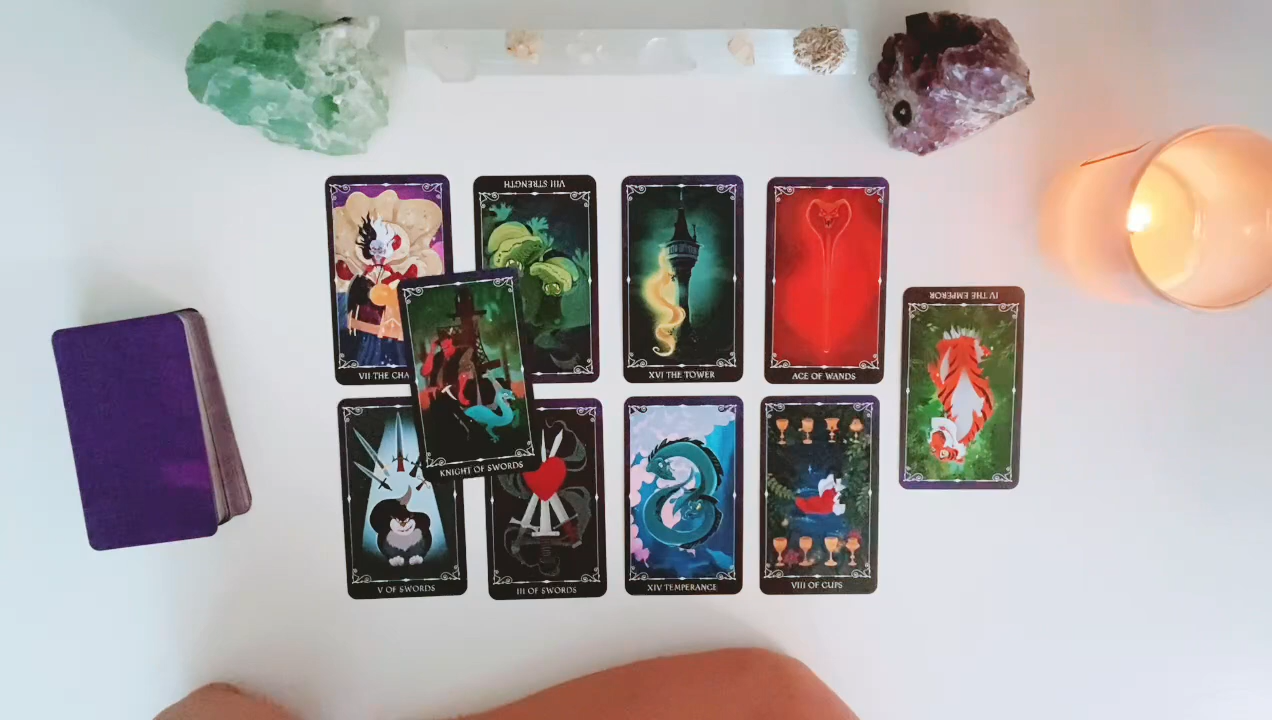 VIII STRENGTH
VII THE CHA
XVI THE TOWER
ACE OF WANDS
IV THE EMPEROR
KNIGHT OF SWORDS
V OF SWORDS
III OF SWORDS
XIV TEMPERANCE
VIII OF CUPS